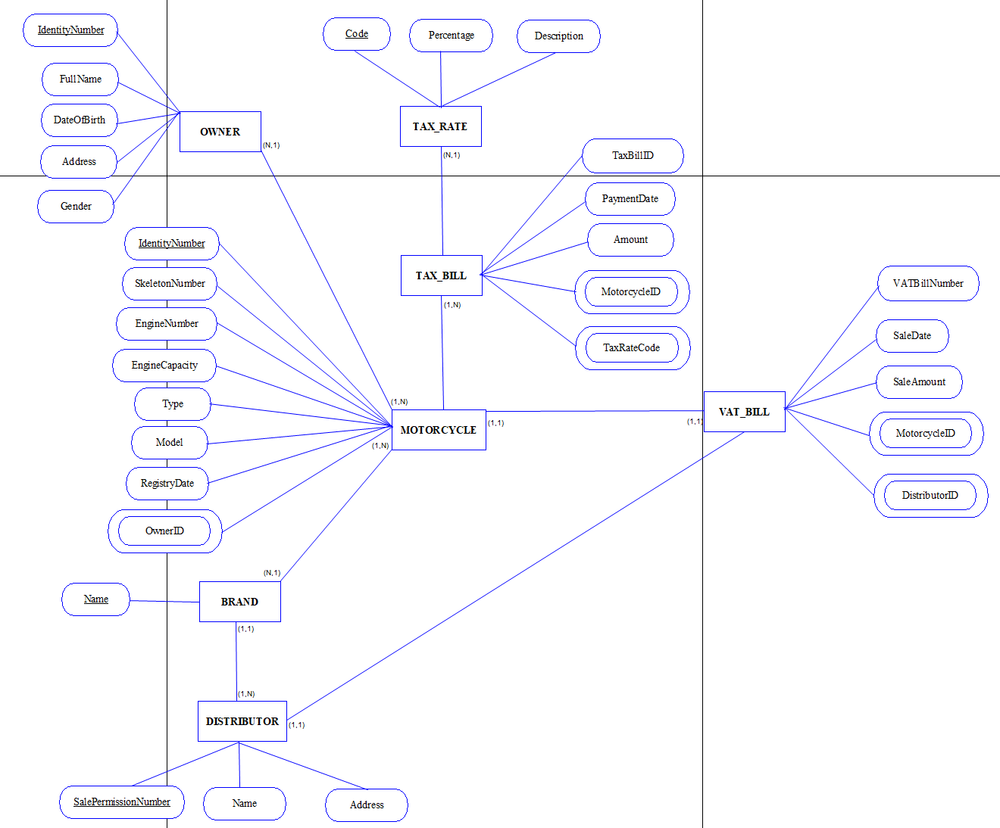 IdentityNumber
FullName
DateOfBirth
Address
Gender
OWNER
(N,1)
Code
Percentage
Description
TAX_RATE
(N,1)
TaxBillID
PaymentDate
Amount
MotorcycleID
TaxRateCode
TAX_BILL
(1,N)
IdentityNumber
SkeletonNumber
EngineNumber
EngineCapacity
Type
Model
RegistryDate
OwnerID
(1,N)
MOTORCYCLE
(1,N)
(1,1)
(1,1)
VAT_BILL
VATBillNumber
SaleDate
SaleAmount
MotorcycleID
DistributorID
(N,1)
Name
BRAND
(1,1)
(1,N)
DISTRIBUTOR
(1,1)
SalePermissionNumber
Name
Address